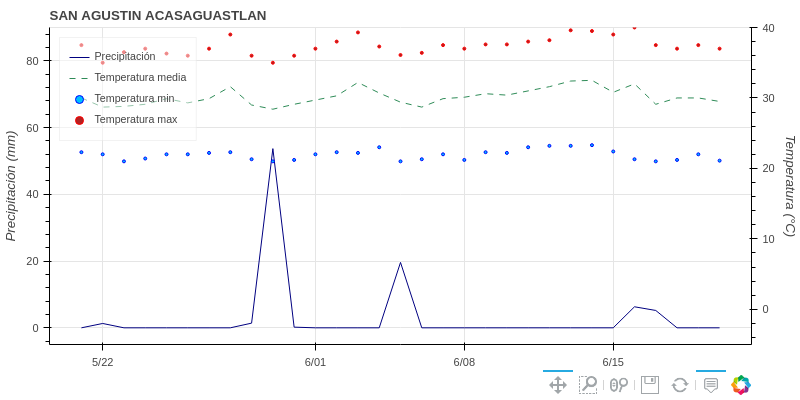 SAN AGUSTIN ACASAGUASTLAN
Precipitación
Temperatura media
Temperatura min
Temperatura max
Precipitación (mm)
80
60
40
20
0
Temperatura (°C)
40
30
20
10
0
5/22
6/01
6/08
6/15